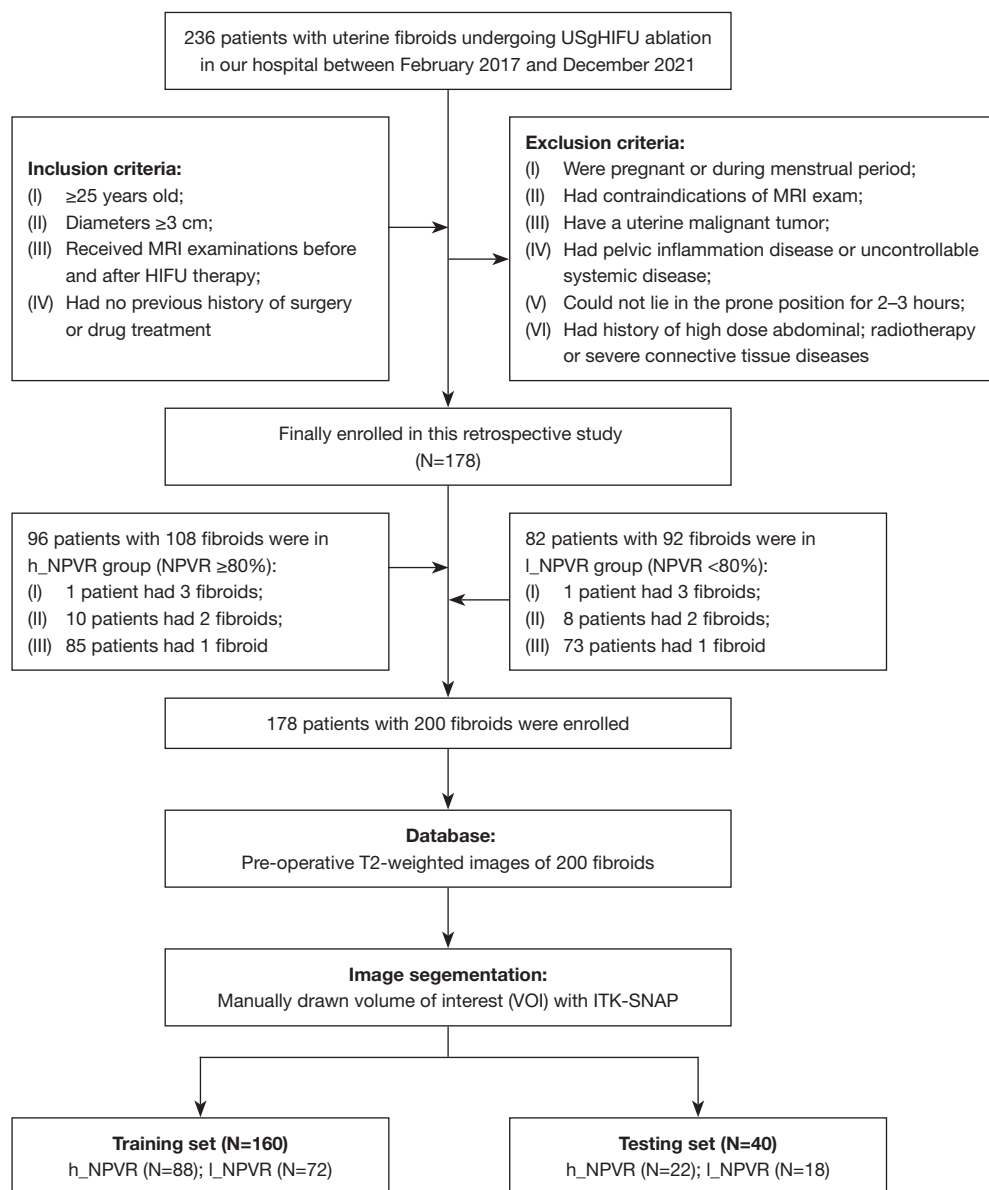 236 patients with uterine fibroids undergoing USgHIFU ablation
in our hospital between February 2017 and December 2021
Inclusion criteria:
(I) ≥25 years old;
(II) Diameters ≥3 cm;
(III) Received MRI examinations before
and after HIFU therapy;
(IV) Had no previous history of surgery
or drug treatment
Exclusion criteria:
(I) Were pregnant or during menstrual period;
(II) Had contraindications of MRI exam;
(III) Have a uterine malignant tumor;
(IV) Had pelvic inflammation disease or uncontrollable
systemic disease;
(V) Could not lie in the prone position for 2–3 hours;
(VI) Had history of high dose abdominal; radiotherapy
or severe connective tissue diseases
Finally enrolled in this retrospective study
(N=178)
96 patients with 108 fibroids were in
h_NPVR group (NPVR ≥80%):
(I) 1 patient had 3 fibroids;
(II) 10 patients had 2 fibroids;
(III) 85 patients had 1 fibroid
82 patients with 92 fibroids were in
l_NPVR group (NPVR <80%):
(I) 1 patient had 3 fibroids;
(II) 8 patients had 2 fibroids;
(III) 73 patients had 1 fibroid
178 patients with 200 fibroids were enrolled
Database:
Pre-operative T2-weighted images of 200 fibroids
Image segementation:
Manually drawn volume of interest (VOI) with ITK-SNAP
Training set (N=160)
h_NPVR (N=88); l_NPVR (N=72)
Testing set (N=40)
h_NPVR (N=22); l_NPVR (N=18)